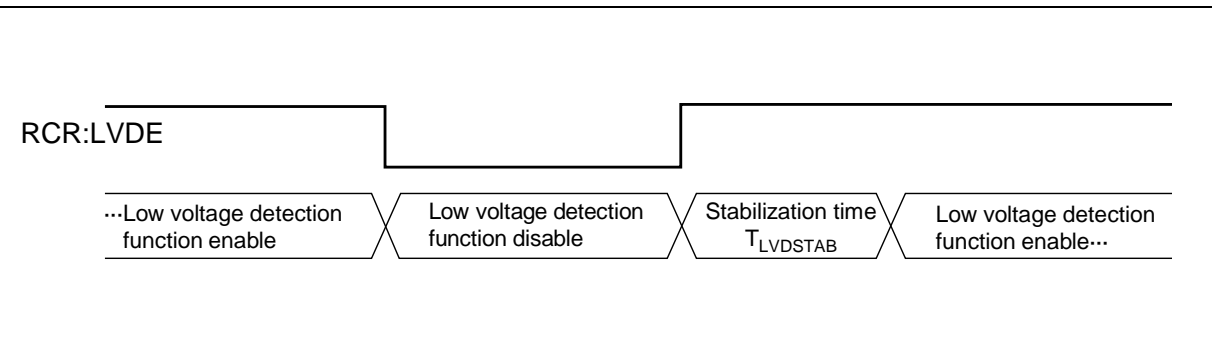 RCR:LVDE
···Low voltage detection
function enable
Low voltage detection
function disable
Stabilization time
TLVDSTAB
Low voltage detection
function enable···